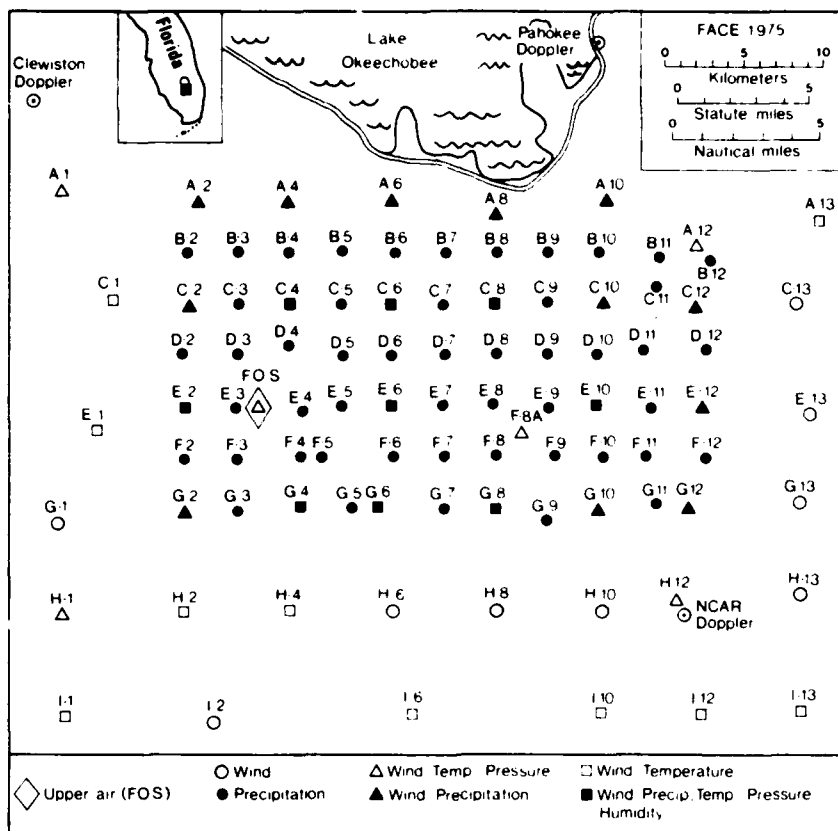 Lake
Okeechobee
Pahokee
Doppler
FACE 1975
0 5 10
Kilometers
0 5
Statute miles
0 5
Nautical miles
Clewiston
Doppler
Florida
A·1
A·2 A·4 A·6 A·8 A·10 A·12 A·13
B·2 B·3 B·4 B·5 B·6 B·7 B·8 B·9 B·10 B·11 B·12
C·1 C·2 C·3 C·4 C·5 C·6 C·7 C·8 C·9 C·10 C·11 C·12 C·13
D·2 D·3 D·4 D·5 D·6 D·7 D·8 D·9 D·10 D·11 D·12
FOS
E·1 E·2 E·3 E·4 E·5 E·6 E·7 E·8 E·9 E·10 E·11 E·12 E·13
F·8A
F·2 F·3 F·4 F·5 F·6 F·7 F·8 F·9 F·10 F·11 F·12
G·1 G·2 G·3 G·4 G·5 G·6 G·7 G·8 G·9 G·10 G·11 G·12 G·13
H·1 H·2 H·4 H·6 H·8 H·10 H·12 H·13
NCAR
Doppler
I·1 I·2 I·6 I·10 I·12 I·13
Upper air (FOS)
Wind
Precipitation
Wind Temp Pressure
Wind Precipitation
Wind Temperature
Wind Precip, Temp Pressure
Humidity